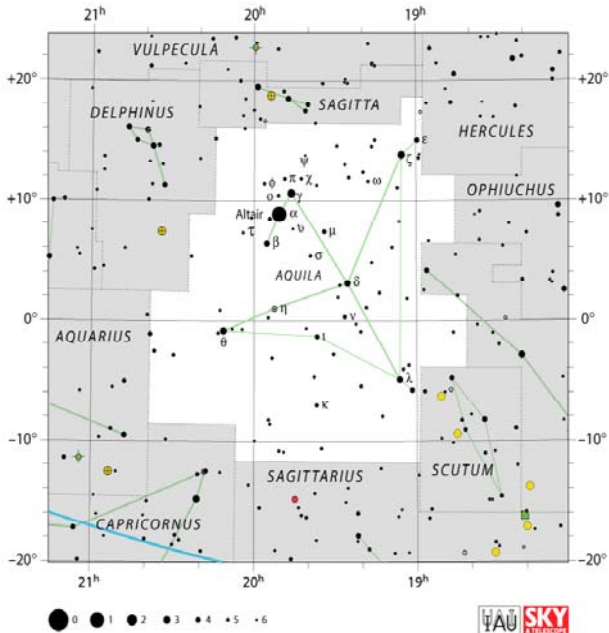 21h 20h 19h
VULPECULA
+20° +20°
SAGITTA
DELPHINUS
HERCULES
ε
ζ
ψ
ϕ π χ ω
OPHIUCHUS
+10° ο γ +10°
Altair α
τ υ μ
β
σ
AQUILA δ
η
ν
0° θ ι 0°
AQUARIUS
λ
κ
-10° -10°
SAGITTARIUS SCUTUM
CAPRICORNUS
-20° -20°
21h 20h 19h
0 1 2 3 4 5 6
IAU SKY
& TELESCOPE